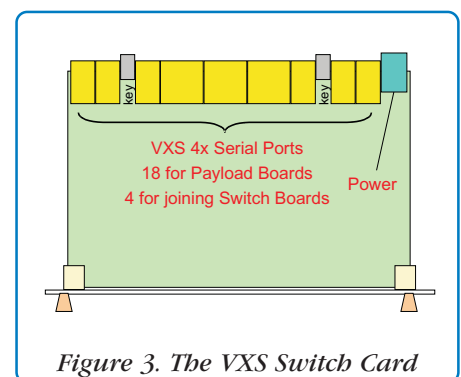 key
key
VXS 4x Serial Ports
18 for Payload Boards
4 for joining Switch Boards
Power
Figure 3. The VXS Switch Card